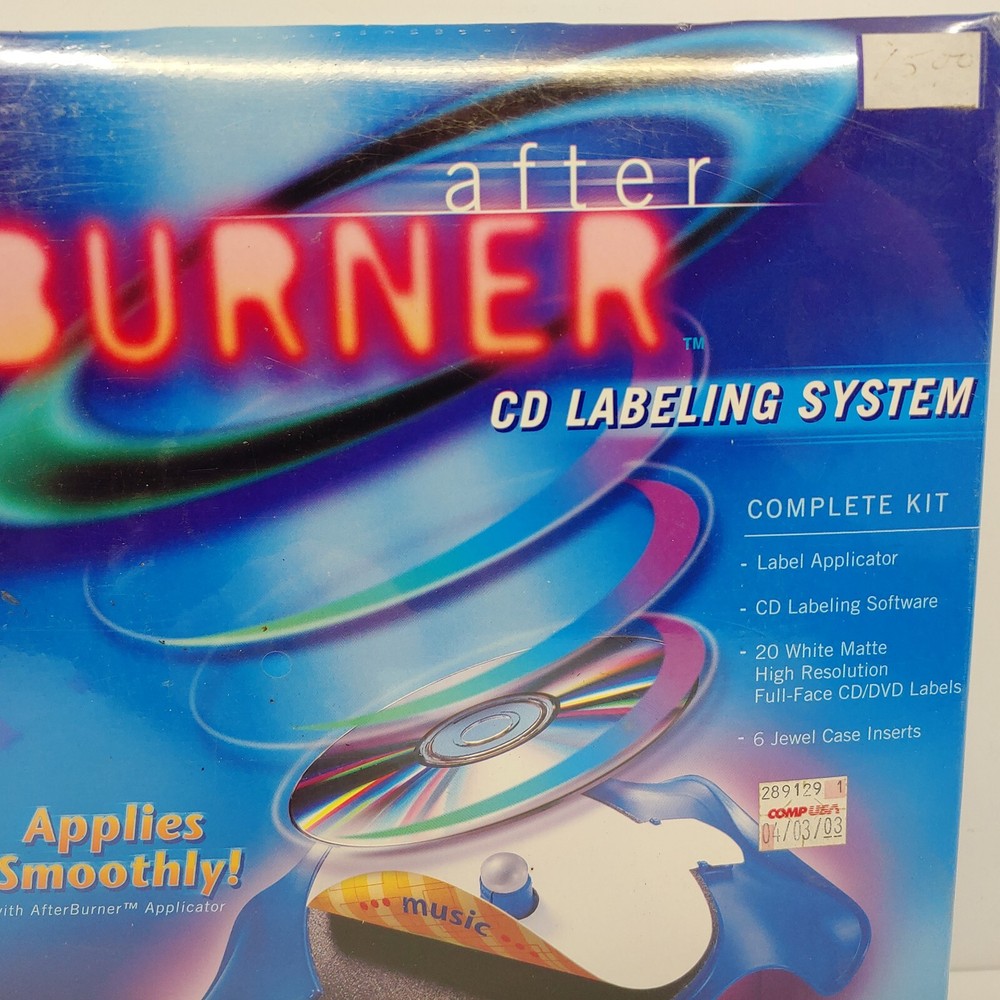 after
BURNER
TM
CD LABELING SYSTEM
COMPLETE KIT
- Label Applicator
- CD Labeling Software
- 20 White Matte
High Resolution
Full-Face CD/DVD Labels
- 6 Jewel Case Inserts
289129 1
COMPUSA
04/03/03
Applies
Smoothly!
with AfterBurner™ Applicator
... music ...